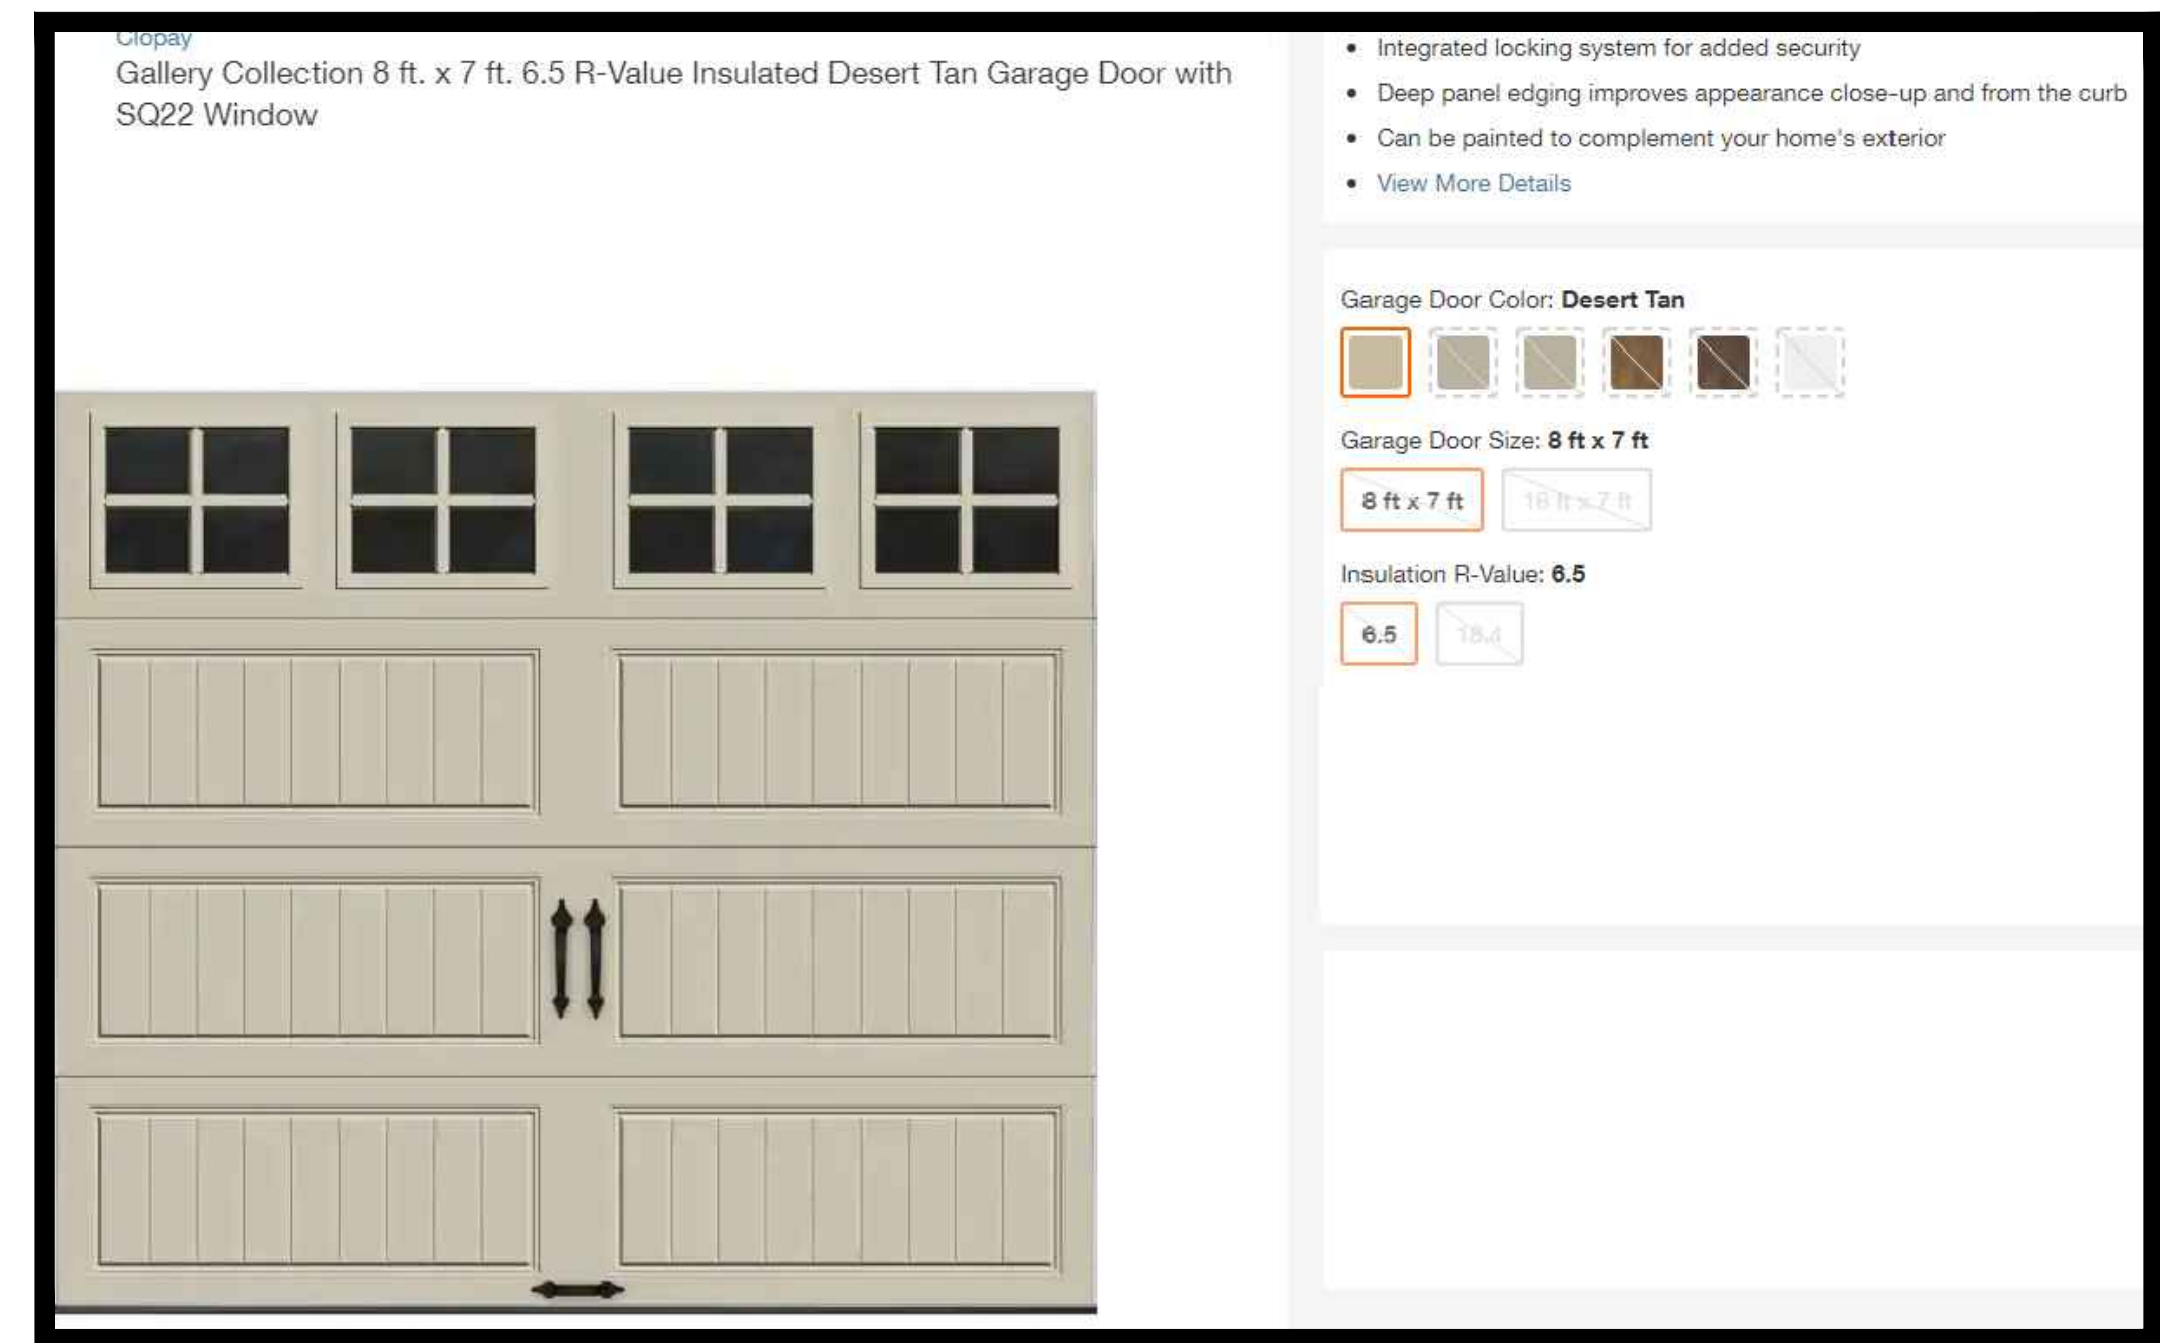 Clopay
Gallery Collection 8 ft. x 7 ft. 6.5 R-Value Insulated Desert Tan Garage Door with
SQ22 Window
• Integrated locking system for added security
• Deep panel edging improves appearance close-up and from the curb
• Can be painted to complement your home's exterior
• View More Details
Garage Door Color: Desert Tan
Garage Door Size: 8 ft x 7 ft
8 ft x 7 ft
16 ft x 7 ft
Insulation R-Value: 6.5
6.5
18.4